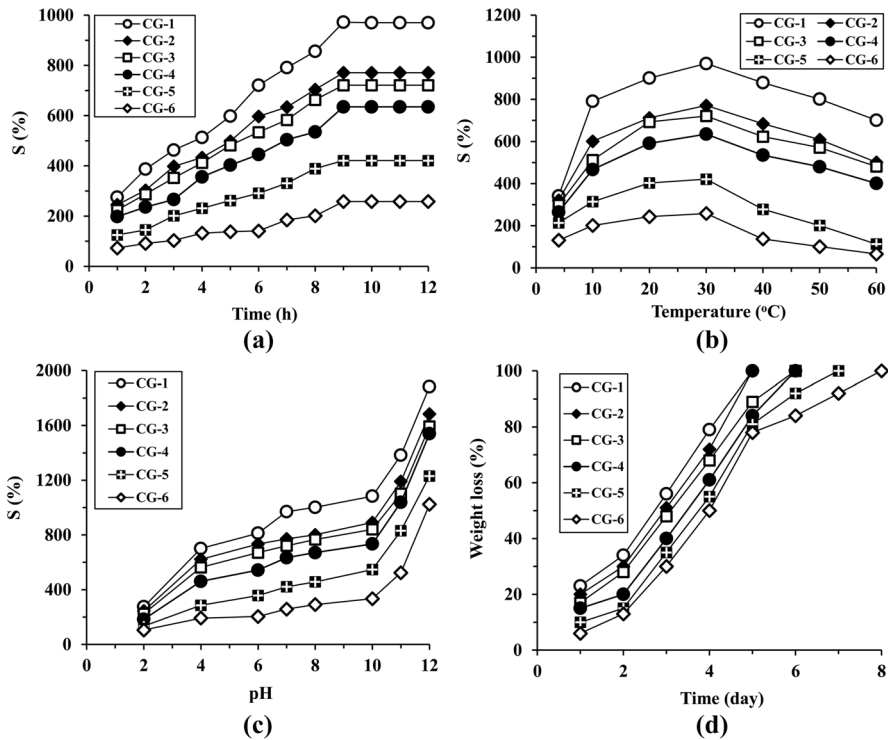 1000
800
600
400
200
0
S (%)
CG-1
CG-2
CG-3
CG-4
CG-5
CG-6
0 2 4 6 8 10 12
Time (h)
(a)
1200
1000
800
600
400
200
0
S (%)
CG-1 CG-2
CG-3 CG-4
CG-5 CG-6
0 10 20 30 40 50 60
Temperature (ºC)
(b)
2000
1600
1200
800
400
0
S (%)
CG-1
CG-2
CG-3
CG-4
CG-5
CG-6
0 2 4 6 8 10 12
pH
(c)
100
80
60
40
20
0
Weight loss (%)
CG-1
CG-2
CG-3
CG-4
CG-5
CG-6
0 2 4 6 8
Time (day)
(d)